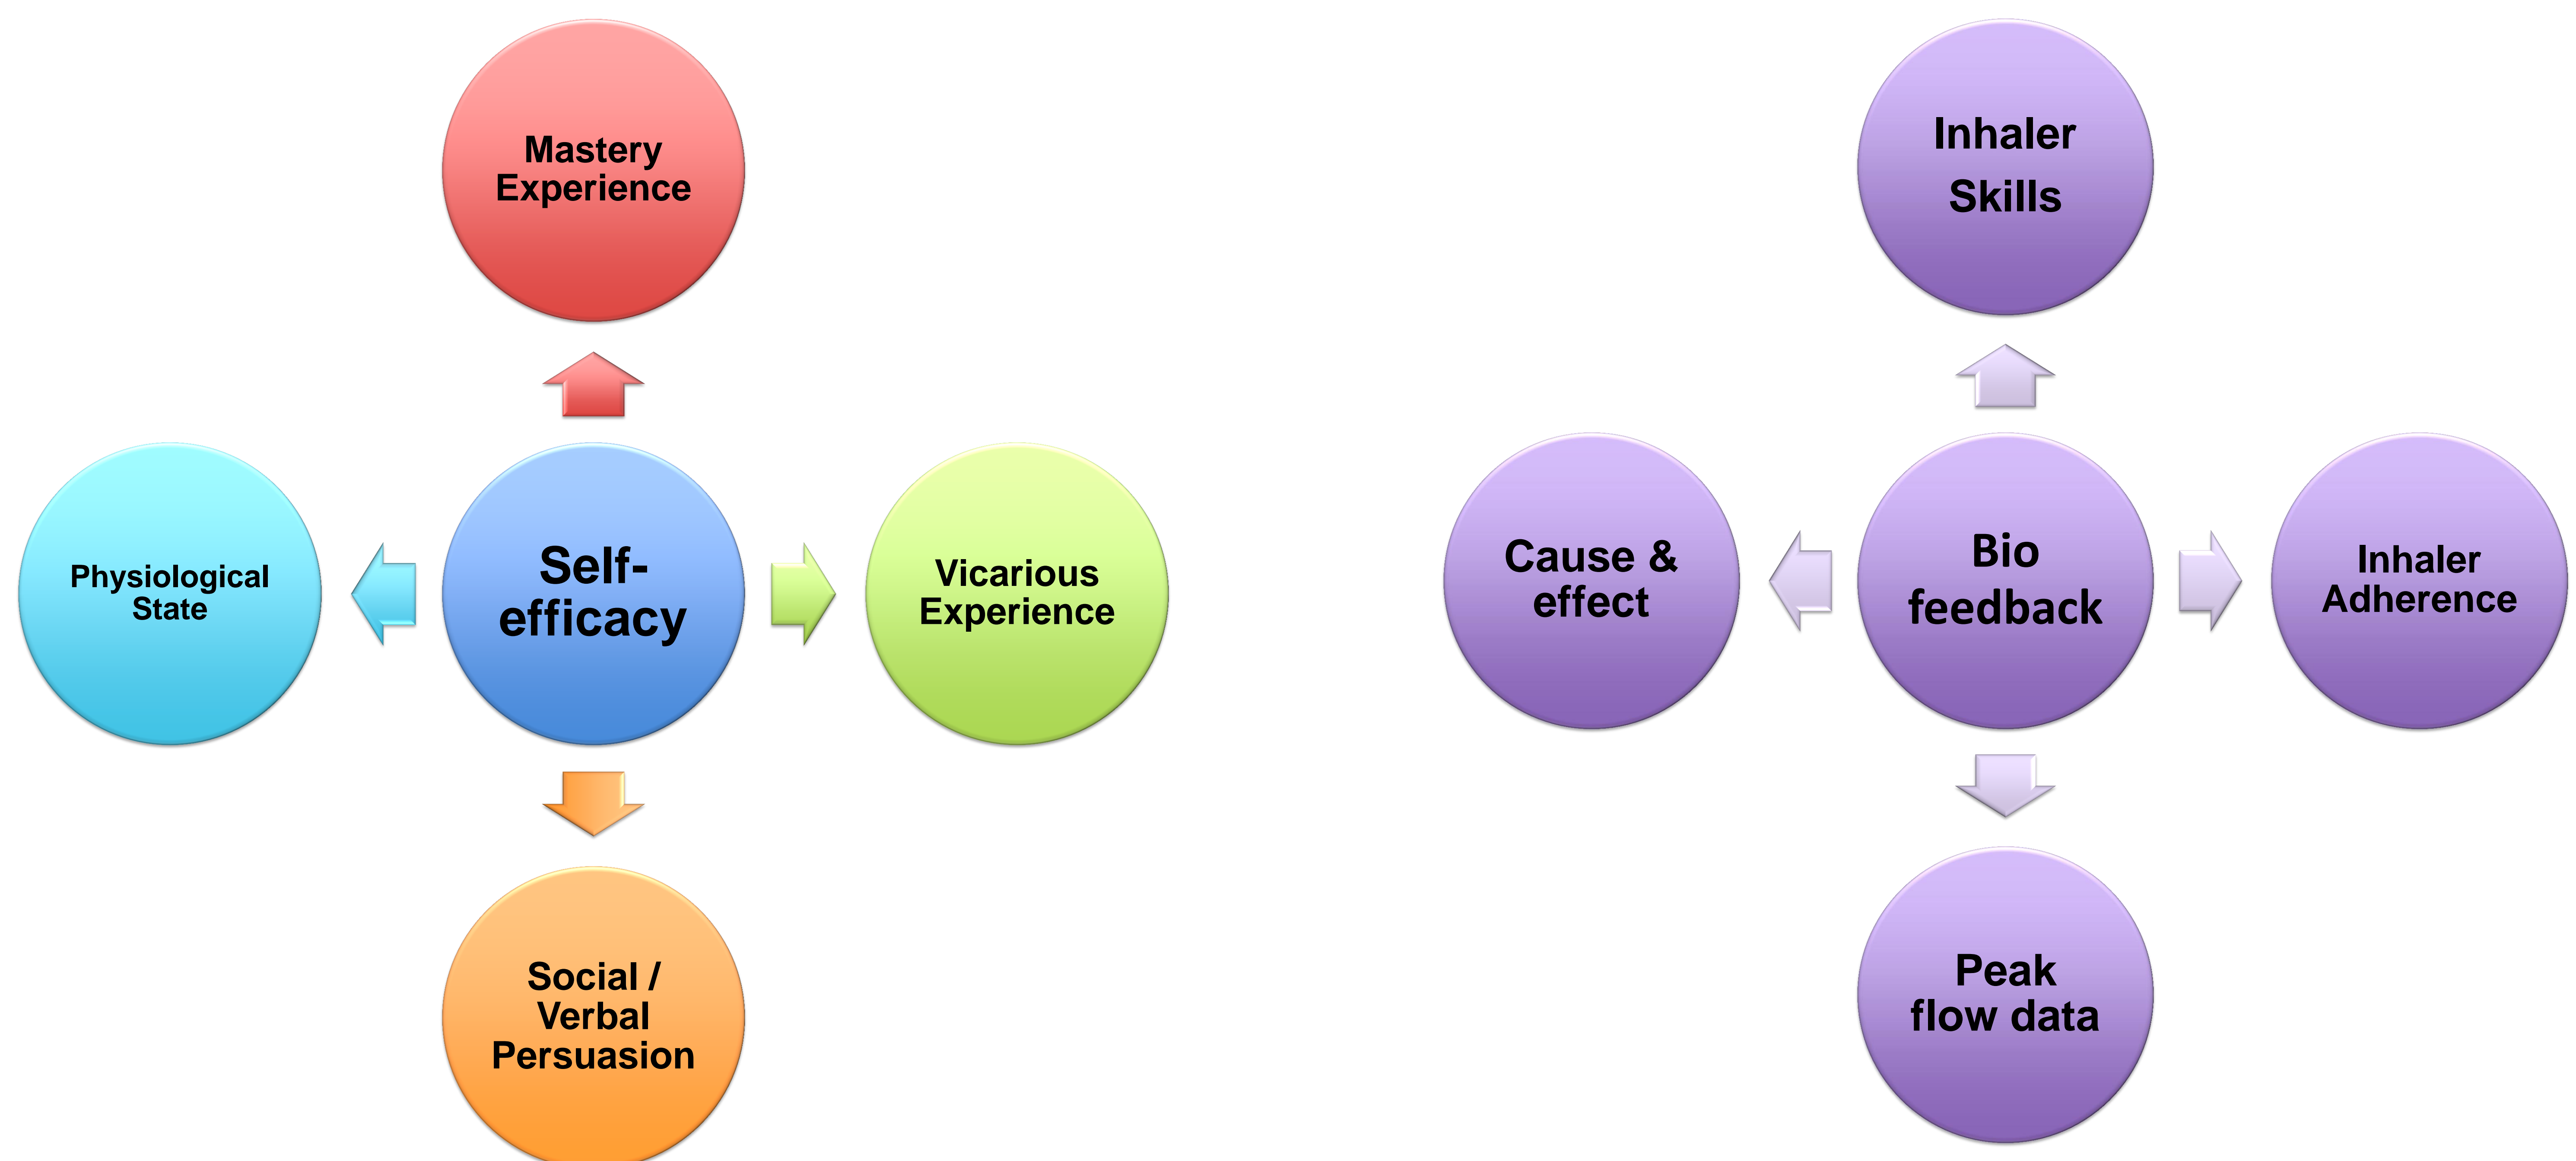 Mastery
Experience
Physiological
State
Self-
efficacy
Vicarious
Experience
Social /
Verbal
Persuasion
Inhaler
Skills
Cause &
effect
Bio
feedback
Inhaler
Adherence
Peak
flow data